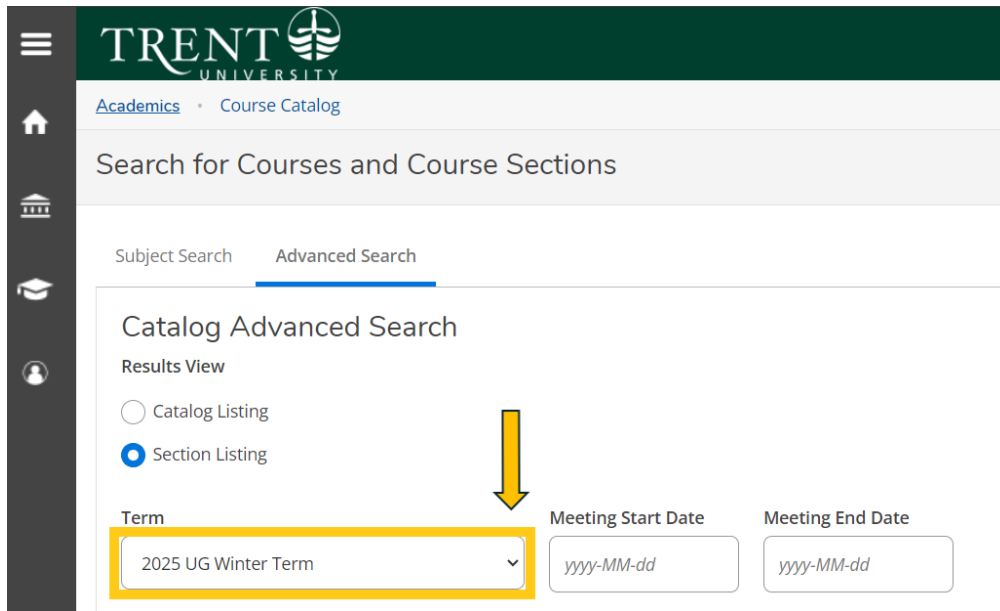 TRENT
UNIVERSITY
Academics • Course Catalog
Search for Courses and Course Sections
Subject Search Advanced Search
Catalog Advanced Search
Results View
Catalog Listing
Section Listing
Term Meeting Start Date Meeting End Date
2025 UG Winter Term yyyy-MM-dd yyyy-MM-dd